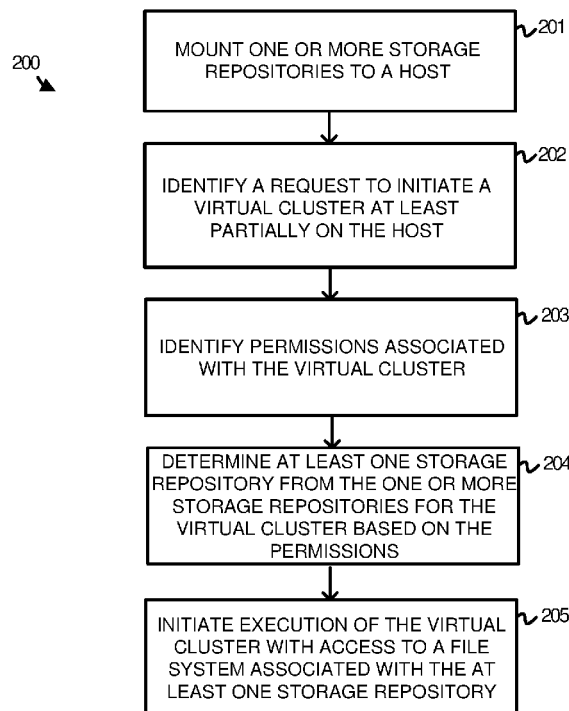 200
201
MOUNT ONE OR MORE STORAGE
REPOSITORIES TO A HOST
202
IDENTIFY A REQUEST TO INITIATE A
VIRTUAL CLUSTER AT LEAST
PARTIALLY ON THE HOST
203
IDENTIFY PERMISSIONS ASSOCIATED
WITH THE VIRTUAL CLUSTER
204
DETERMINE AT LEAST ONE STORAGE
REPOSITORY FROM THE ONE OR MORE
STORAGE REPOSITORIES FOR THE
VIRTUAL CLUSTER BASED ON THE
PERMISSIONS
205
INITIATE EXECUTION OF THE VIRTUAL
CLUSTER WITH ACCESS TO A FILE
SYSTEM ASSOCIATED WITH THE AT
LEAST ONE STORAGE REPOSITORY